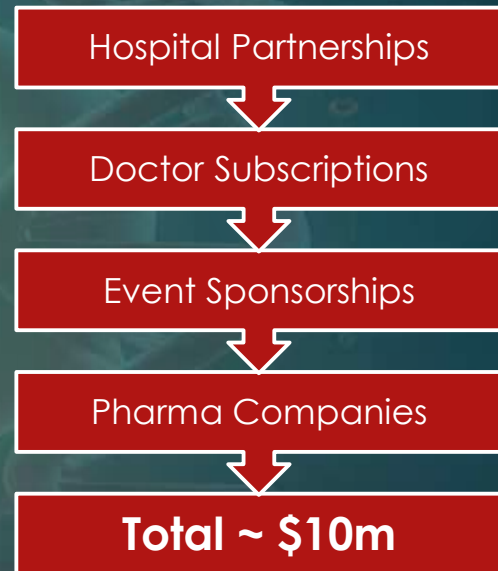 Hospital Partnerships
Doctor Subscriptions
Event Sponsorships
Pharma Companies
Total ~ $10m